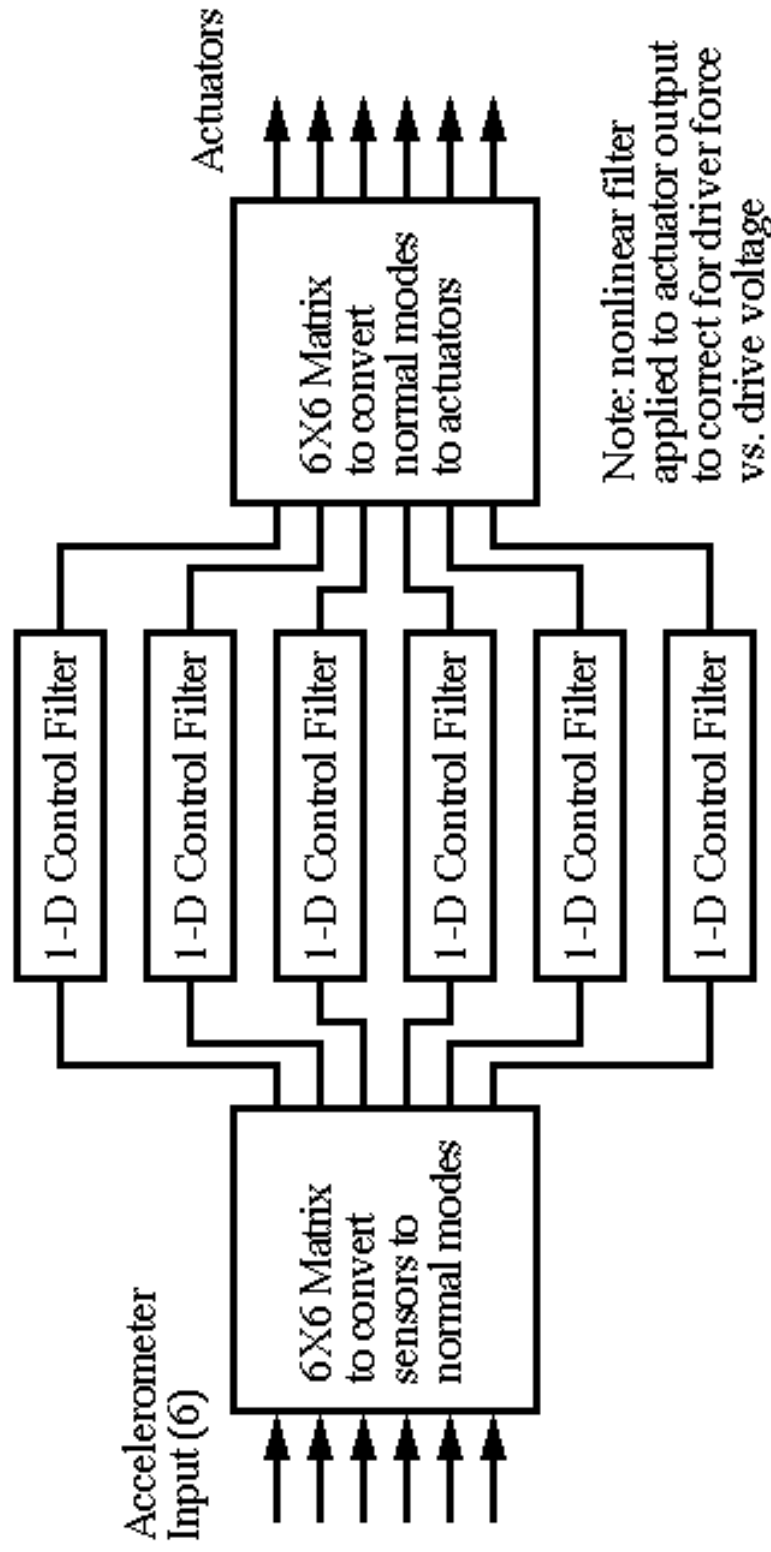 Accelerometer
Input (6)
6X6 Matrix
to convert
sensors to
normal modes
1-D Control Filter
1-D Control Filter
1-D Control Filter
1-D Control Filter
1-D Control Filter
1-D Control Filter
6X6 Matrix
to convert
normal modes
to actuators
Actuators
Note: nonlinear filter
applied to actuator output
to correct for driver force
vs. drive voltage